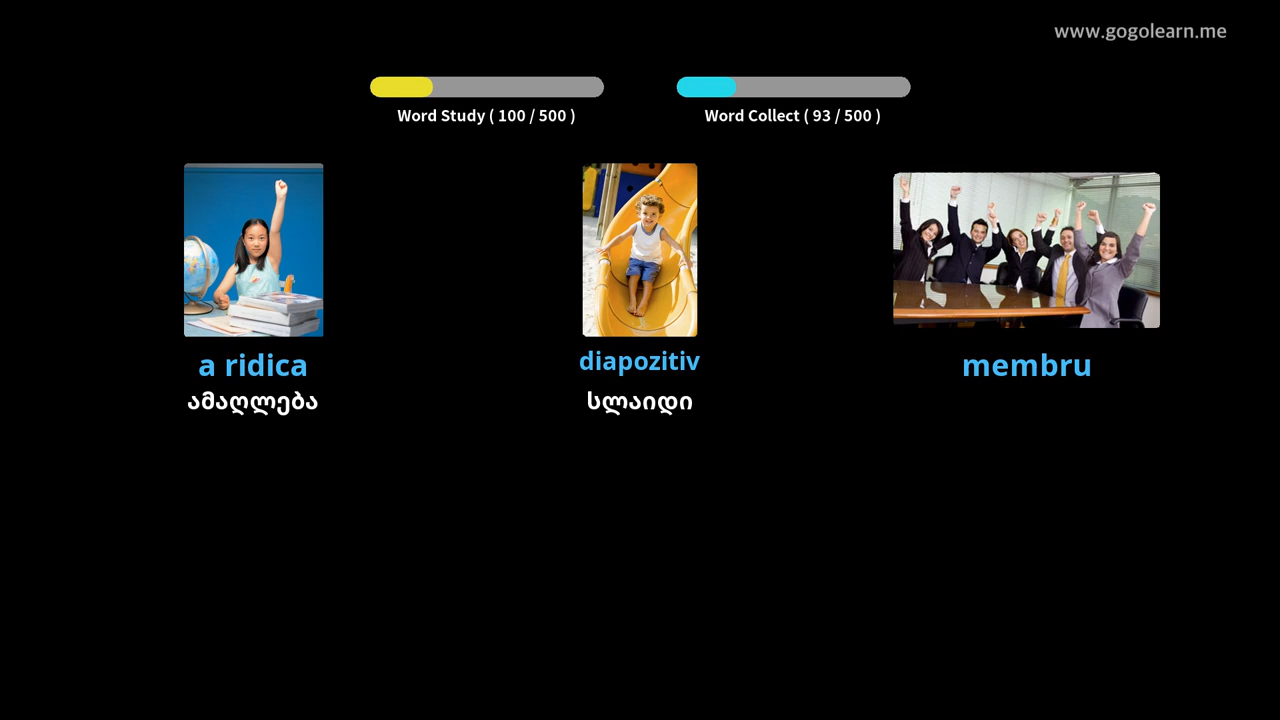 www.gogolearn.me
Word Study ( 100 / 500 )
Word Collect ( 93 / 500 )
a ridica
ამაღლება
diapozitiv
სლაიდი
membru